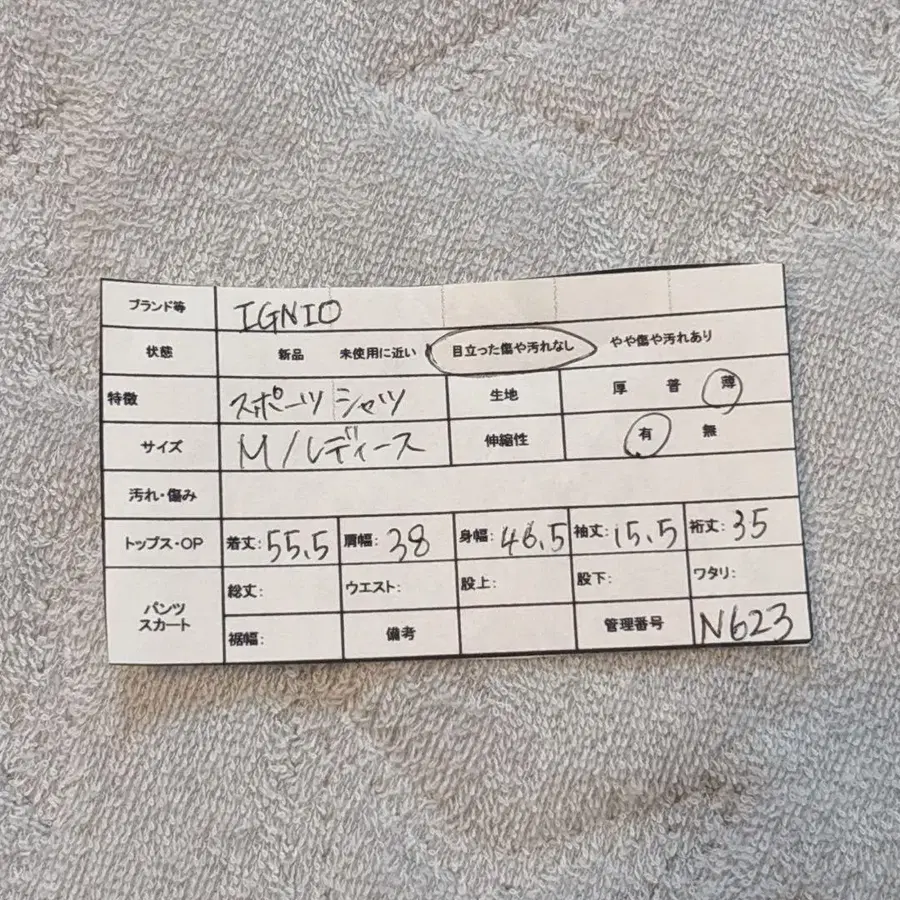 ブランド等 IGNIO
状態 新品 未使用に近い 目立った傷や汚れなし やや傷や汚れあり
特徴 スポーツシャツ 生地 厚 普 薄
サイズ M/レディース 伸縮性 有 無
汚れ・傷み
トップス・OP 着丈: 55.5 肩幅: 38 身幅: 46.5 袖丈: 15.5 裄丈: 35
パンツ スカート 総丈: ウエスト: 股上: 股下: ワタリ:
裾幅: 備考 管理番号 N623